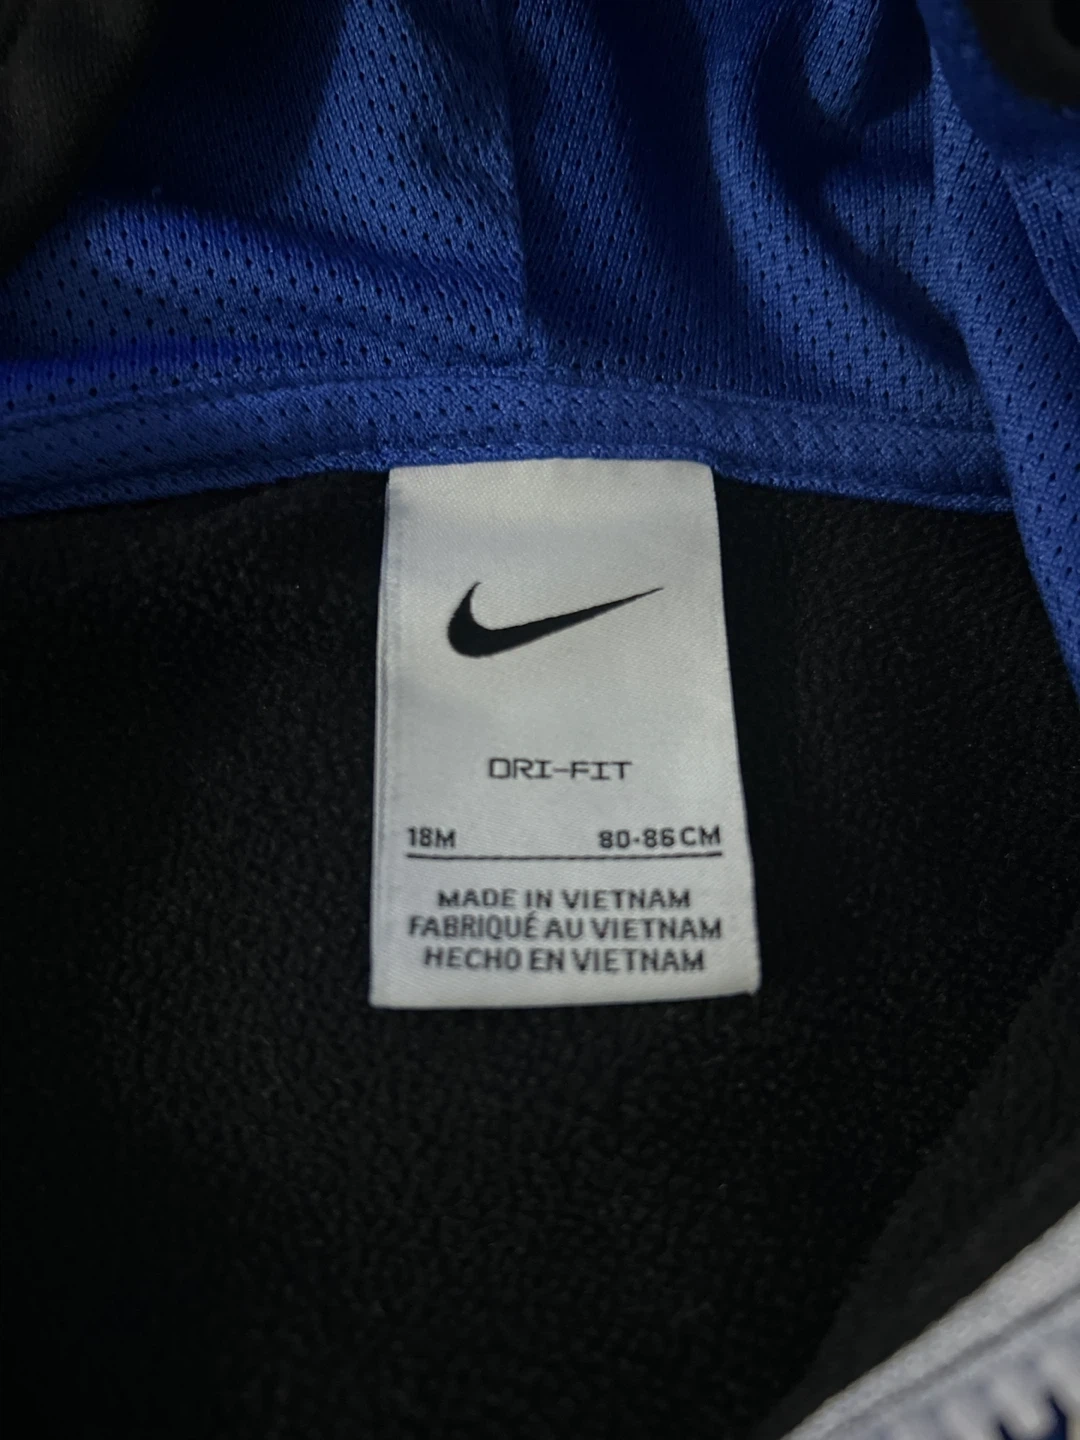 DRI-FIT
18M 80-86 CM
MADE IN VIETNAM
FABRIQUÉ AU VIETNAM
HECHO EN VIETNAM